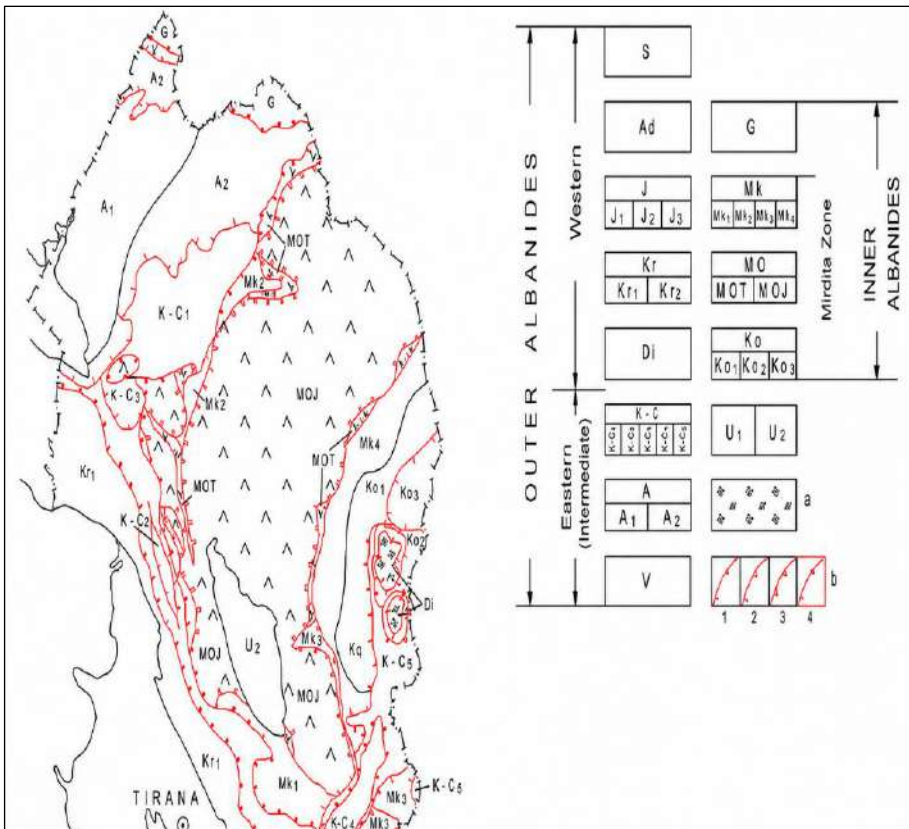 G
V
A2
G
A1
A2
V
V
MOT
Mk2
K-C1
K-C3
Mk2
MOJ
Kr1
MOT
K-C2
MOT
Mk4
Ko1
Ko3
Ko2
Di
U2
Mk3
Kq
K-C5
MOJ
MOJ
Kr1
Mk1
TIRANA
K-C4
Mk3
Mk3
K-C5
OUTER ALBANIDES
Western
Eastern
(Intermediate)
S
Ad
G
J
J1 J2 J3
Mk
Mk1 Mk2 Mk3 Mk4
Kr
Kr1 Kr2
MO
MOT MOJ
Di
Ko
Ko1 Ko2 Ko3
Mirdita Zone
INNER
ALBANIDES
K-C
U1 U2
A
A1 A2
a
V
b
1 2 3 4